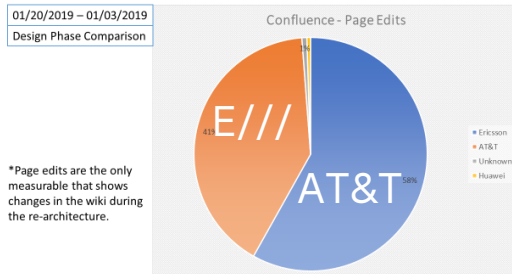 01/20/2019 – 01/03/2019
Design Phase Comparison
Confluence - Page Edits
1%
41%
E///
AT&T
58%
Ericsson
AT&T
Unknown
Huawei
*Page edits are the only
measurable that shows
changes in the wiki during
the re-architecture.